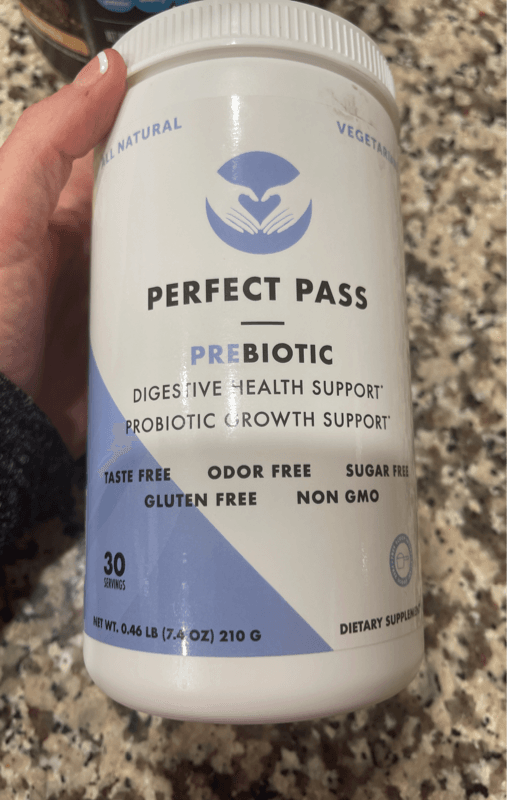 ALL NATURAL
VEGETARIAN
PERFECT PASS
PREBIOTIC
DIGESTIVE HEALTH SUPPORT*
PROBIOTIC GROWTH SUPPORT*
TASTE FREE ODOR FREE SUGAR FREE
GLUTEN FREE NON GMO
30
SERVINGS
NET WT. 0.46 LB (7.4 OZ) 210 G
DIETARY SUPPLEMENT